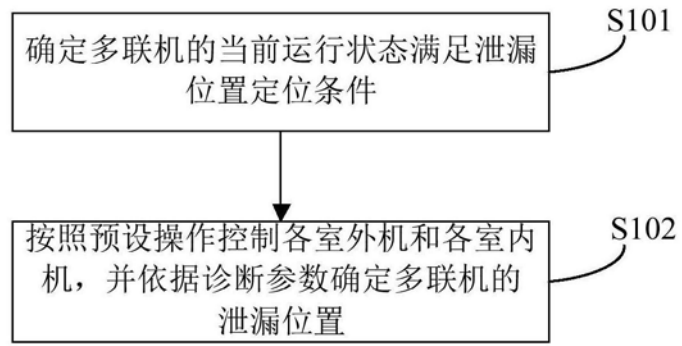 S101
确定多联机的当前运行状态满足泄漏
位置定位条件
S102
按照预设操作控制各室外机和各室内
机，并依据诊断参数确定多联机的
泄漏位置